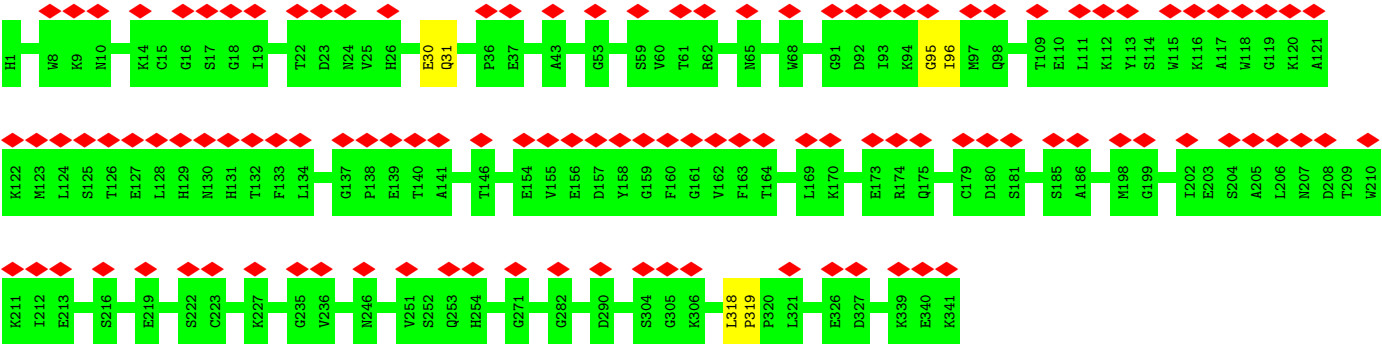 H1 W8 K9 N10 K14 C15 G16 S17 G18 I19 T22 D23 N24 V25 H26 E30 Q31 P36 E37 A43 G53 S59 V60 T61 R62 N65 W68 G91 D92 I93 K94 G95 I96 M97 Q98 T109 E110 L111 K112 Y113 S114 W115 K116 A117 W118 G119 K120 A121
K122 M123 L124 S125 T126 E127 L128 H129 N130 H131 T132 F133 L134 G137 P138 E139 T140 A141 T146 E154 V155 E156 D157 Y158 G159 F160 G161 V162 F163 T164 L169 K170 E173 R174 Q175 C179 D180 S181 S185 A186 M198 G199 I202 E203 S204 A205 L206 N207 D208 T209 W210
K211 I212 E213 S216 E219 S222 C223 K227 G235 V236 N246 V251 S252 Q253 H254 G271 G282 D290 S304 G305 K306 L318 P319 P320 L321 E326 D327 K339 E340 K341